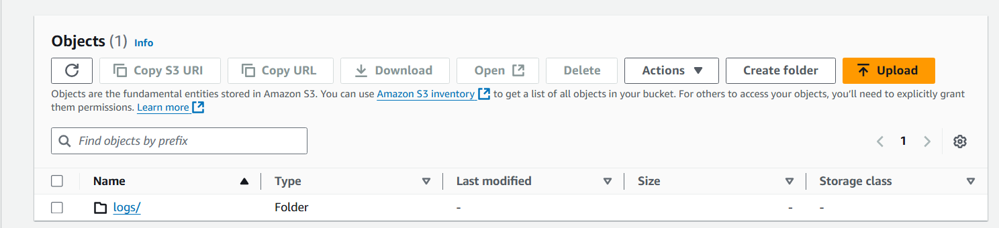 Objects (1) Info
Copy S3 URI Copy URL Download Open Delete Actions Create folder Upload
Objects are the fundamental entities stored in Amazon S3. You can use Amazon S3 inventory to get a list of all objects in your bucket. For others to access your objects, you’ll need to explicitly grant
them permissions. Learn more
Find objects by prefix 1
Name Type Last modified Size Storage class
logs/ Folder - - -